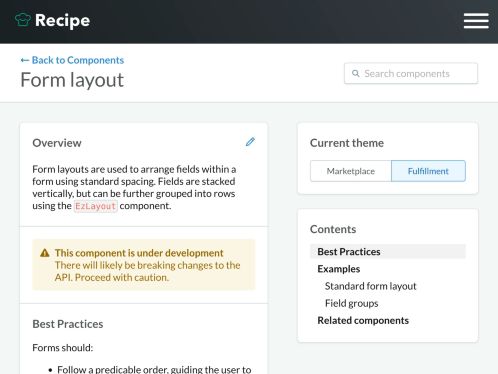 Recipe
← Back to Components
Form layout
Search components
Overview
Form layouts are used to arrange fields within a
form using standard spacing. Fields are stacked
vertically, but can be further grouped into rows
using the EzLayout component.
This component is under development
There will likely be breaking changes to the
API. Proceed with caution.
Best Practices
Forms should:
• Follow a predicable order, guiding the user to
Current theme
Marketplace
Fulfillment
Contents
Best Practices
Examples
Standard form layout
Field groups
Related components